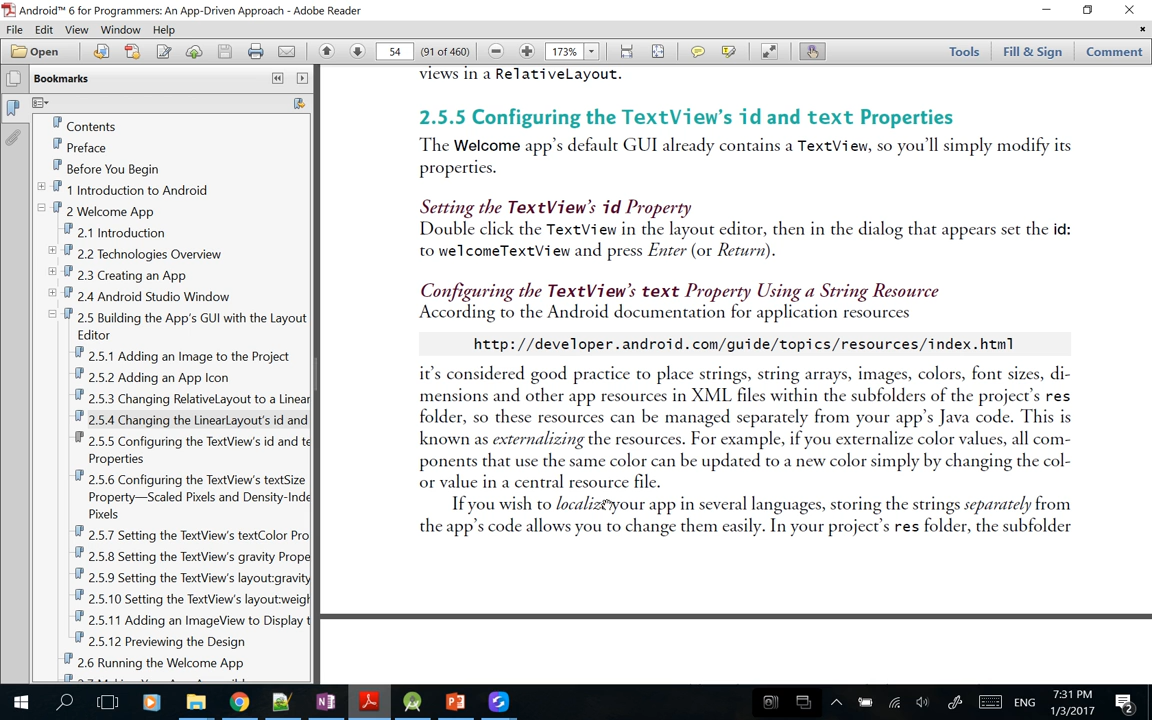 Android™ 6 for Programmers: An App-Driven Approach - Adobe Reader
File Edit View Window Help
Open 54 (91 of 460) 173% Tools Fill & Sign Comment
Bookmarks
Contents
Preface
Before You Begin
1 Introduction to Android
2 Welcome App
2.1 Introduction
2.2 Technologies Overview
2.3 Creating an App
2.4 Android Studio Window
2.5 Building the App's GUI with the Layout
Editor
2.5.1 Adding an Image to the Project
2.5.2 Adding an App Icon
2.5.3 Changing RelativeLayout to a Linear
2.5.4 Changing the LinearLayout's id and
2.5.5 Configuring the TextView's id and te
Properties
2.5.6 Configuring the TextView's textSize
Property—Scaled Pixels and Density-Inde
Pixels
2.5.7 Setting the TextView's textColor Pro
2.5.8 Setting the TextView's gravity Prope
2.5.9 Setting the TextView's layout:gravity
2.5.10 Setting the TextView's layout:weigh
2.5.11 Adding an ImageView to Display t
2.5.12 Previewing the Design
2.6 Running the Welcome App
views in a RelativeLayout.
2.5.5 Configuring the TextView's id and text Properties
The Welcome app's default GUI already contains a TextView, so you'll simply modify its
properties.
Setting the TextView's id Property
Double click the TextView in the layout editor, then in the dialog that appears set the id:
to welcomeTextView and press Enter (or Return).
Configuring the TextView's text Property Using a String Resource
According to the Android documentation for application resources
http://developer.android.com/guide/topics/resources/index.html
it's considered good practice to place strings, string arrays, images, colors, font sizes, di-
mensions and other app resources in XML files within the subfolders of the project's res
folder, so these resources can be managed separately from your app's Java code. This is
known as externalizing the resources. For example, if you externalize color values, all com-
ponents that use the same color can be updated to a new color simply by changing the col-
or value in a central resource file.
If you wish to localize your app in several languages, storing the strings separately from
the app's code allows you to change them easily. In your project's res folder, the subfolder
ENG
7:31 PM
1/3/2017
2